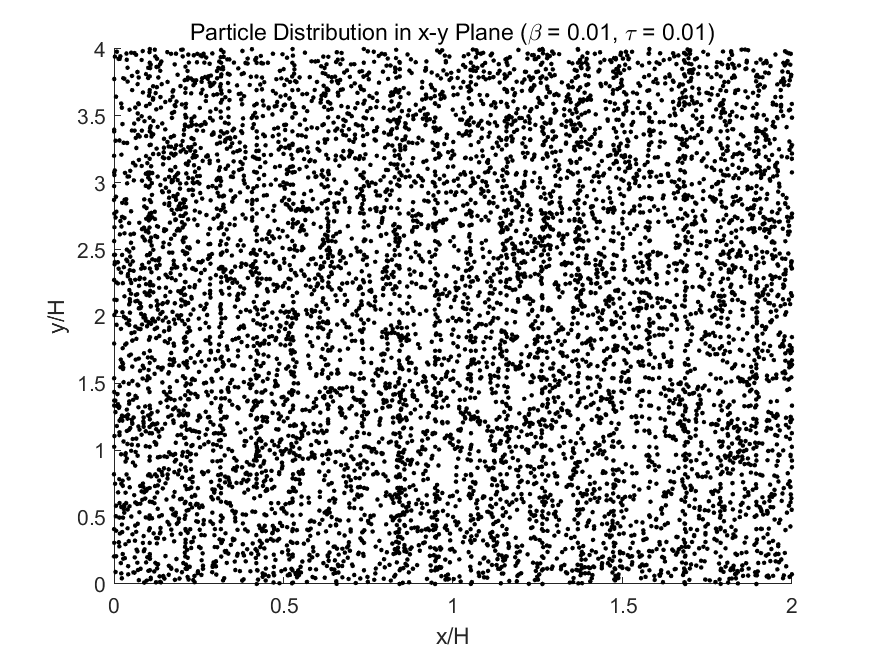 Particle Distribution in x-y Plane (β = 0.01, τ = 0.01)
4
3.5
3
2.5
2
1.5
1
0.5
0
y/H
0 0.5 1 1.5 2
x/H